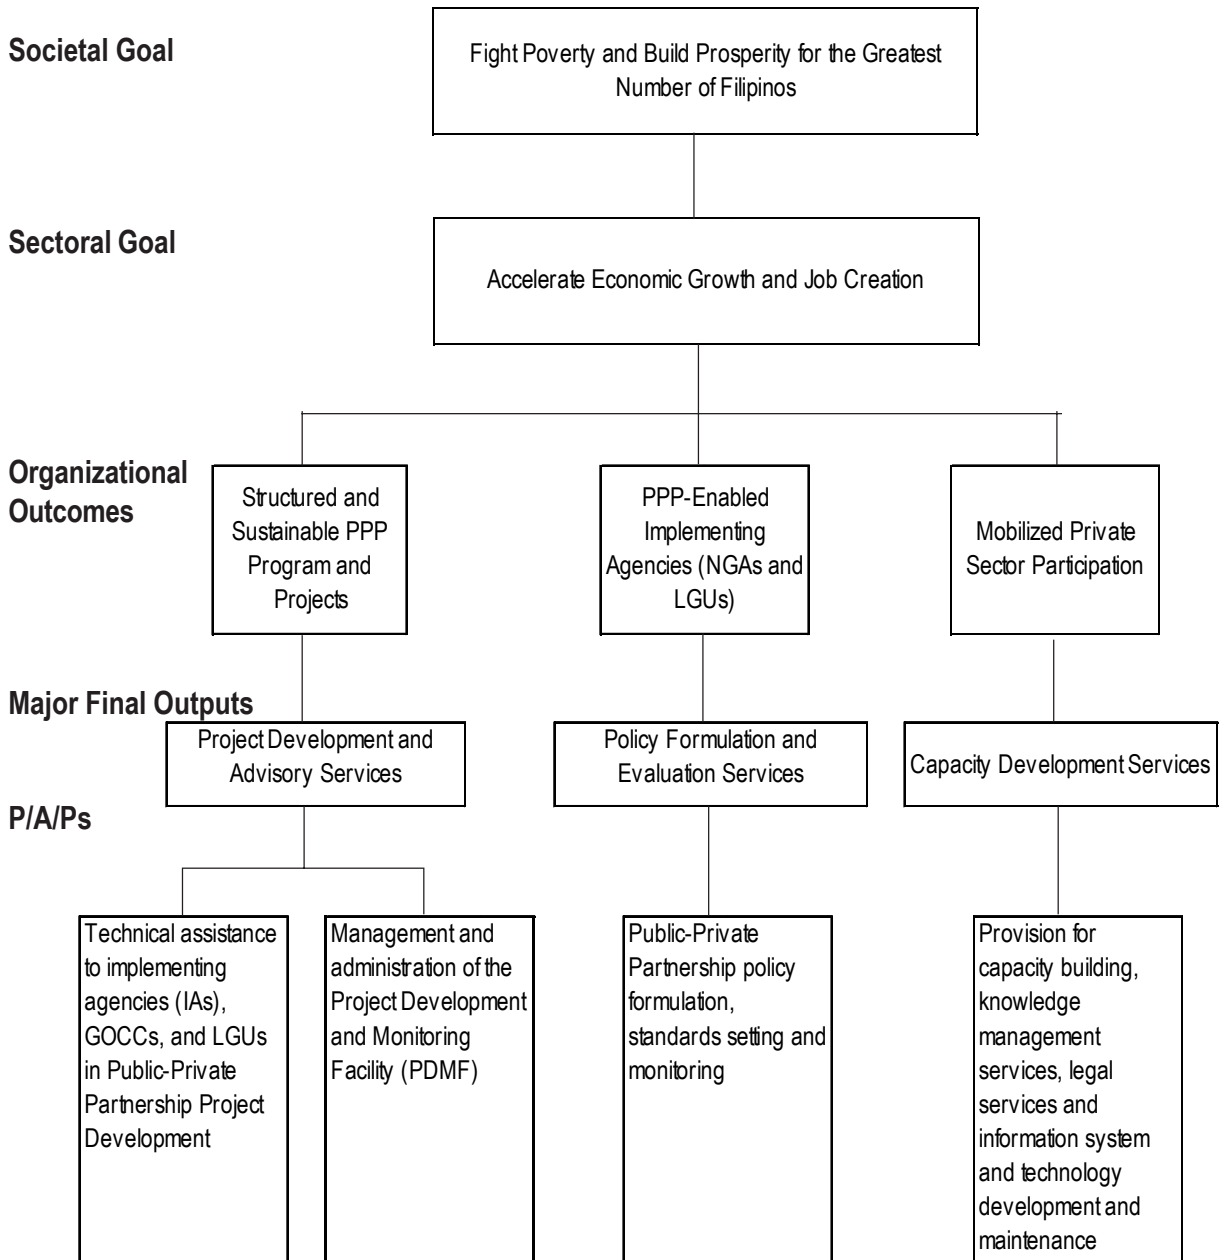 Societal Goal
Fight Poverty and Build Prosperity for the Greatest
Number of Filipinos
Sectoral Goal
Accelerate Economic Growth and Job Creation
Organizational
Outcomes
Structured and
Sustainable PPP
Program and
Projects
PPP-Enabled
Implementing
Agencies (NGAs and
LGUs)
Mobilized Private
Sector Participation
Major Final Outputs
Project Development and
Advisory Services
Policy Formulation and
Evaluation Services
Capacity Development Services
P/A/Ps
Technical assistance
to implementing
agencies (IAs),
GOCCs, and LGUs
in Public-Private
Partnership Project
Development
Management and
administration of the
Project Development
and Monitoring
Facility (PDMF)
Public-Private
Partnership policy
formulation,
standards setting and
monitoring
Provision for
capacity building,
knowledge
management
services, legal
services and
information system
and technology
development and
maintenance